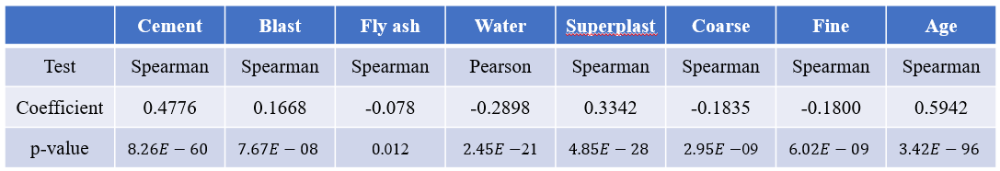 Cement Blast Fly ash Water Superplast Coarse Fine Age
Test Spearman Spearman Spearman Pearson Spearman Spearman Spearman Spearman
Coefficient 0.4776 0.1668 -0.078 -0.2898 0.3342 -0.1835 -0.1800 0.5942
p-value 8.26E − 60 7.67E − 08 0.012 2.45E −21 4.85E − 28 2.95E −09 6.02E − 09 3.42E − 96